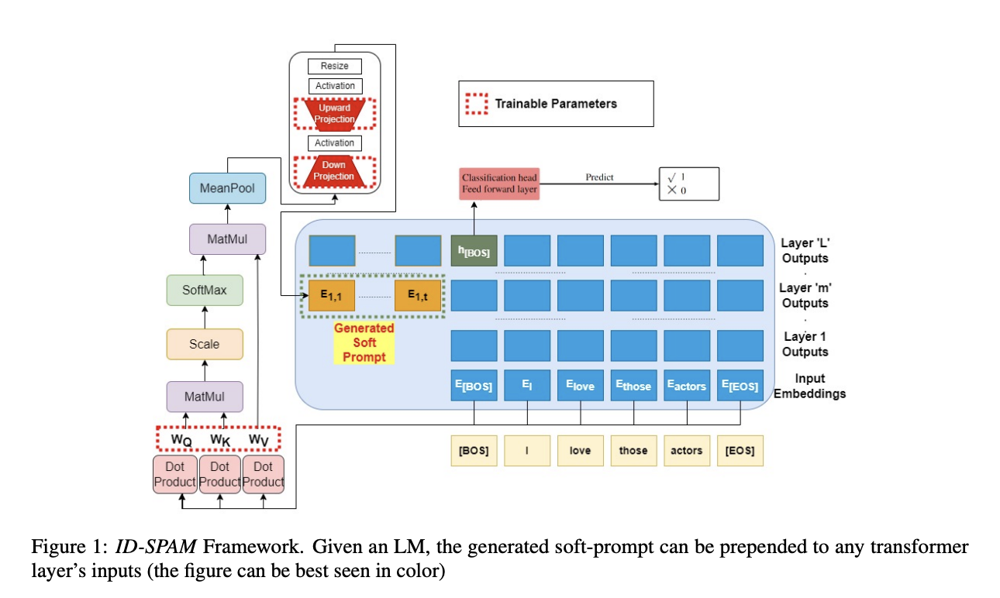 Resize
Activation
Upward
Projection
Activation
Down
Projection
Trainable Parameters
MeanPool
MatMul
SoftMax
Scale
MatMul
WQ WK WV
Dot
Product
Dot
Product
Dot
Product
Classification head
Feed forward layer
Predict
√ 1
✕ 0
h[BOS]
Layer 'L'
Outputs
E1,1 ........... E1,t
Layer 'm'
Outputs
Generated
Soft
Prompt
Layer 1
Outputs
E[BOS] EI Elove Ethose Eactors E[EOS]
Input
Embeddings
[BOS] I love those actors [EOS]
Figure 1: ID-SPAM Framework. Given an LM, the generated soft-prompt can be prepended to any transformer
layer's inputs (the figure can be best seen in color)